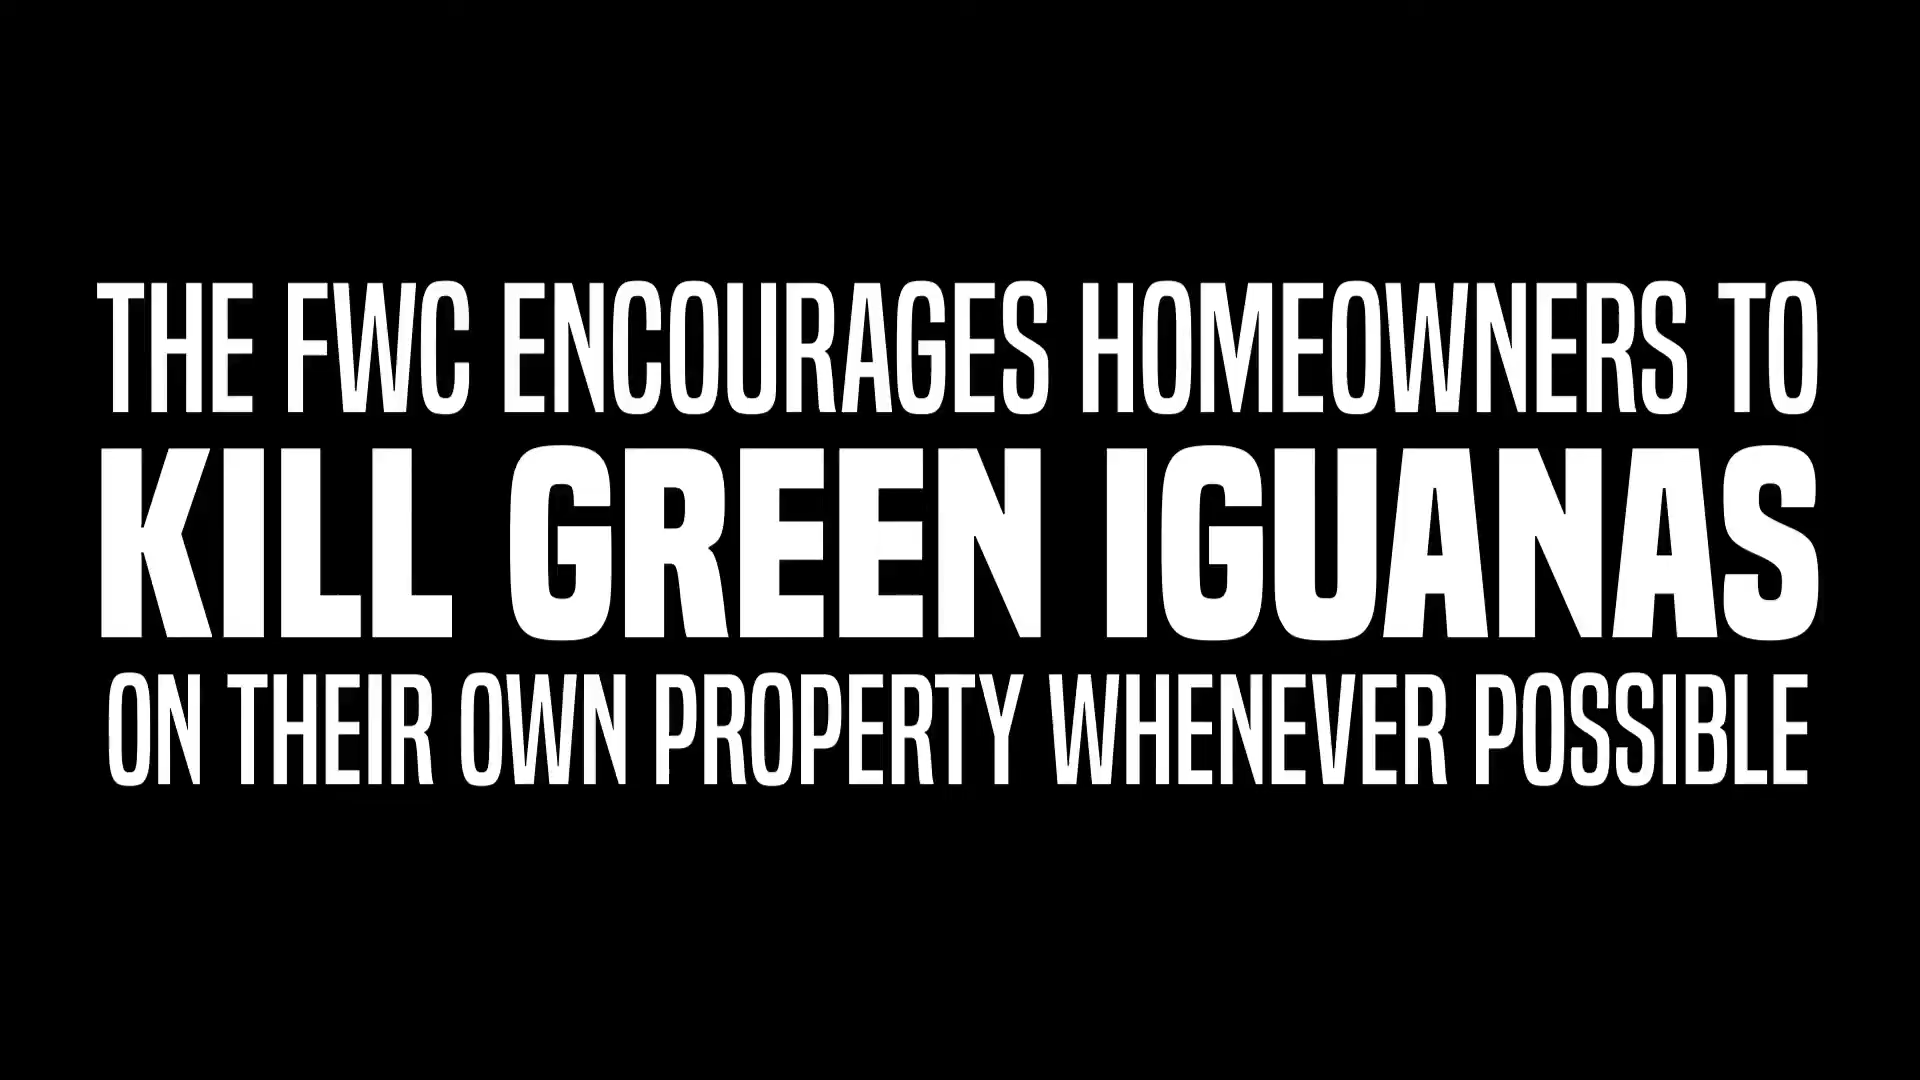 THE FWC ENCOURAGES HOMEOWNERS TO
KILL GREEN IGUANAS
ON THEIR OWN PROPERTY WHENEVER POSSIBLE